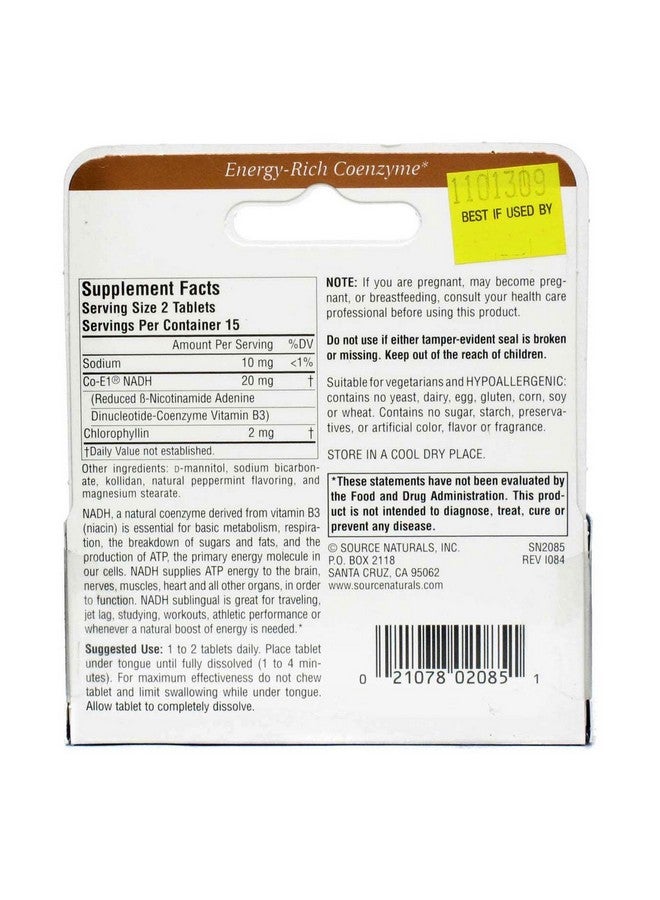 Energy-Rich Coenzyme*
1101309
BEST IF USED BY
Supplement Facts
Serving Size 2 Tablets
Servings Per Container 15
Amount Per Serving %DV
Sodium 10 mg <1%
Co-E1® NADH 20 mg †
(Reduced ß-Nicotinamide Adenine
Dinucleotide-Coenzyme Vitamin B3)
Chlorophyllin 2 mg †
†Daily Value not established.
Other ingredients: D-mannitol, sodium bicarbon-
ate, kollidan, natural peppermint flavoring, and
magnesium stearate.
NADH, a natural coenzyme derived from vitamin B3
(niacin) is essential for basic metabolism, respira-
tion, the breakdown of sugars and fats, and the
production of ATP, the primary energy molecule in
our cells. NADH supplies ATP energy to the brain,
nerves, muscles, heart and all other organs, in order
to function. NADH sublingual is great for traveling,
jet lag, studying, workouts, athletic performance or
whenever a natural boost of energy is needed.*
Suggested Use: 1 to 2 tablets daily. Place tablet
under tongue until fully dissolved (1 to 4 min-
utes). For maximum effectiveness do not chew
tablet and limit swallowing while under tongue.
Allow tablet to completely dissolve.
NOTE: If you are pregnant, may become preg-
nant, or breastfeeding, consult your health care
professional before using this product.
Do not use if either tamper-evident seal is broken
or missing. Keep out of the reach of children.
Suitable for vegetarians and HYPOALLERGENIC:
contains no yeast, dairy, egg, gluten, corn, soy
or wheat. Contains no sugar, starch, preserva-
tives, or artificial color, flavor or fragrance.
STORE IN A COOL DRY PLACE.
*These statements have not been evaluated by
the Food and Drug Administration. This prod-
uct is not intended to diagnose, treat, cure or
prevent any disease.
© SOURCE NATURALS, INC. SN2085
P.O. BOX 2118 REV I084
SANTA CRUZ, CA 95062
www.sourcenaturals.com
0 21078 02085 1